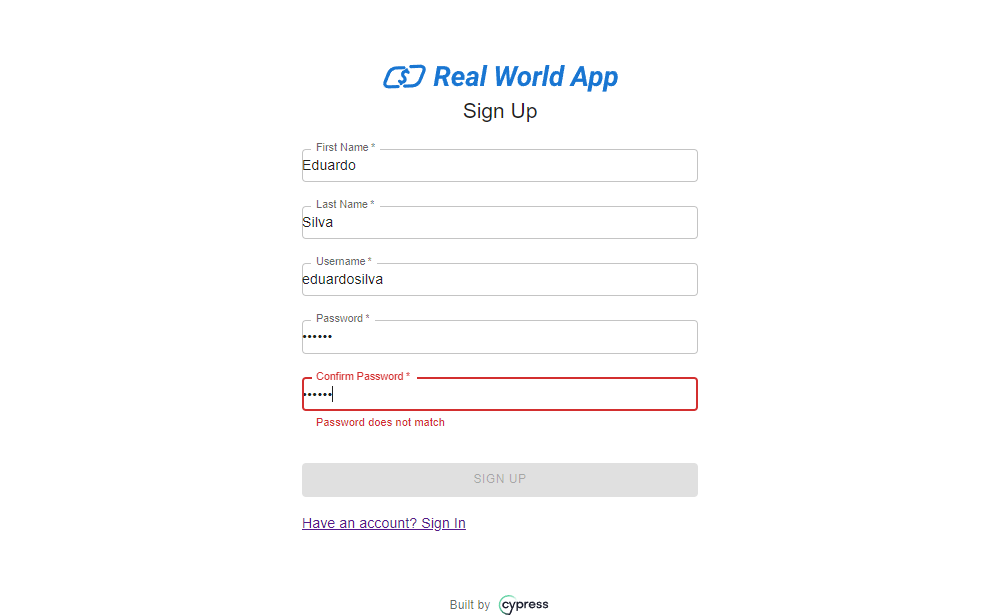 Real World App
Sign Up
First Name *
Eduardo
Last Name *
Silva
Username *
eduardosilva
Password *
••••••
Confirm Password *
••••••
Password does not match
SIGN UP
Have an account? Sign In
Built by cypress